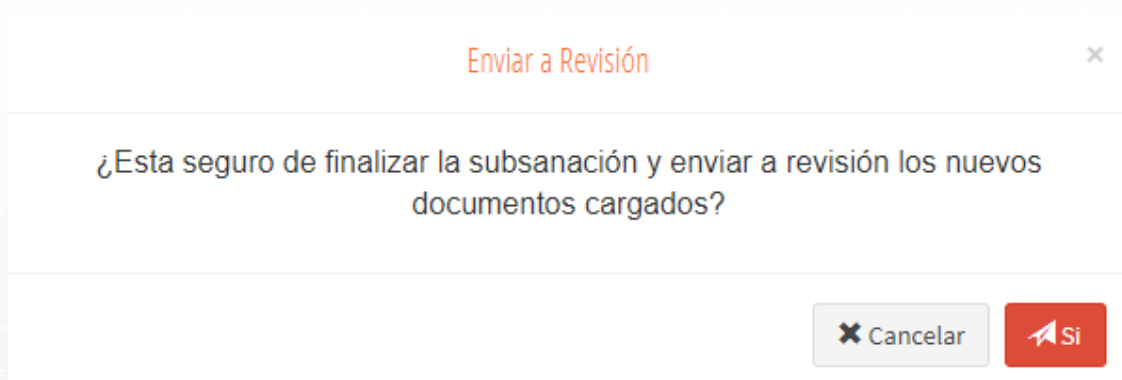 Enviar a Revisión
×
¿Esta seguro de finalizar la subsanación y enviar a revisión los nuevos
documentos cargados?
✖ Cancelar
Si